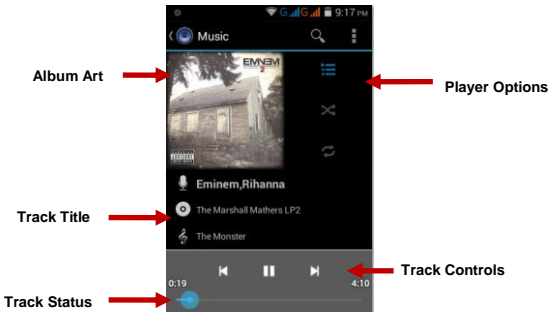 G G 9:17 PM
Music
Album Art
EMINEM
2
Player Options
Eminem,Rihanna
Track Title
The Marshall Mathers LP2
The Monster
Track Controls
0:19
4:10
Track Status